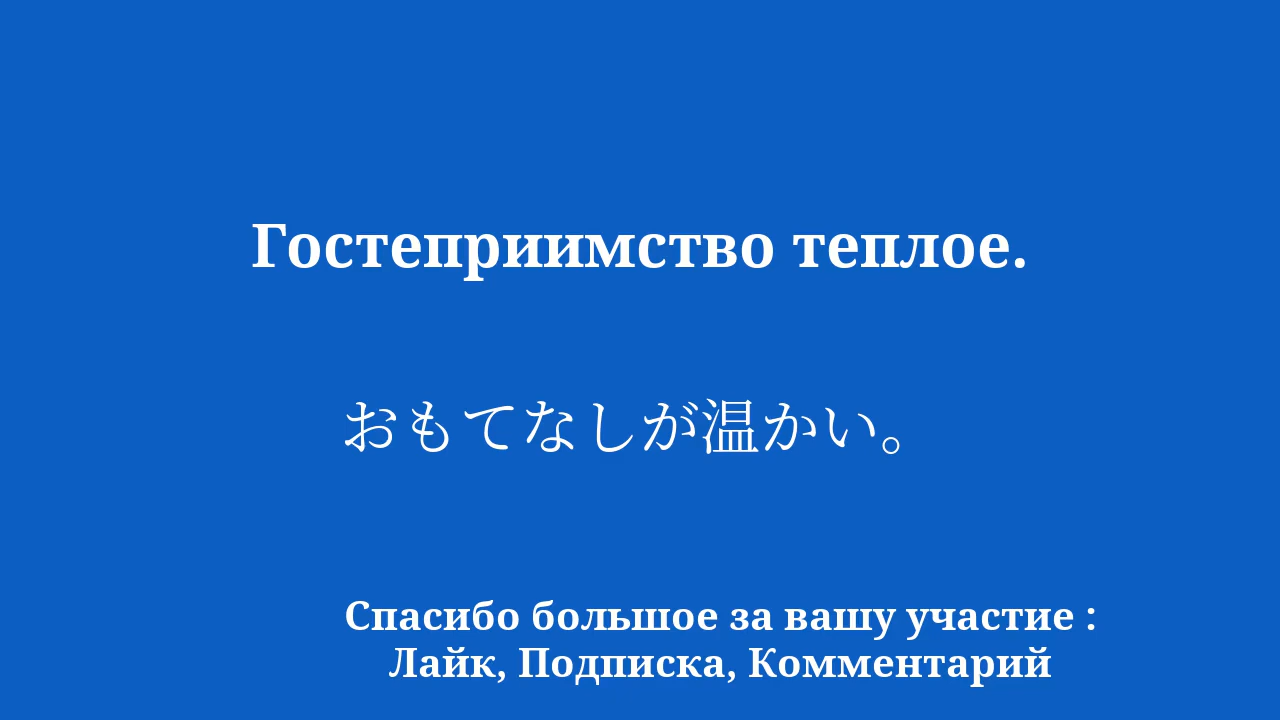 Гостеприимство теплое.
おもてなしが温かい。
Спасибо большое за вашу участие :
Лайк, Подписка, Комментарий